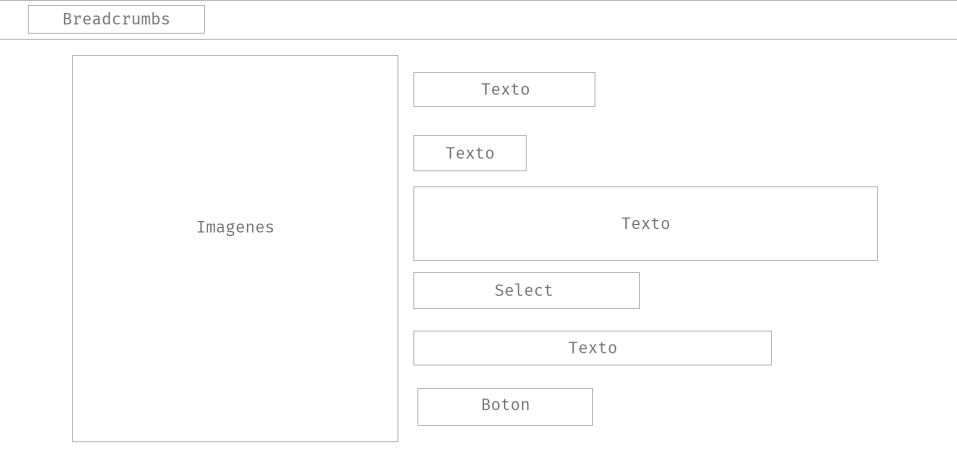 Breadcrumbs
Imagenes
Texto
Texto
Texto
Select
Texto
Boton